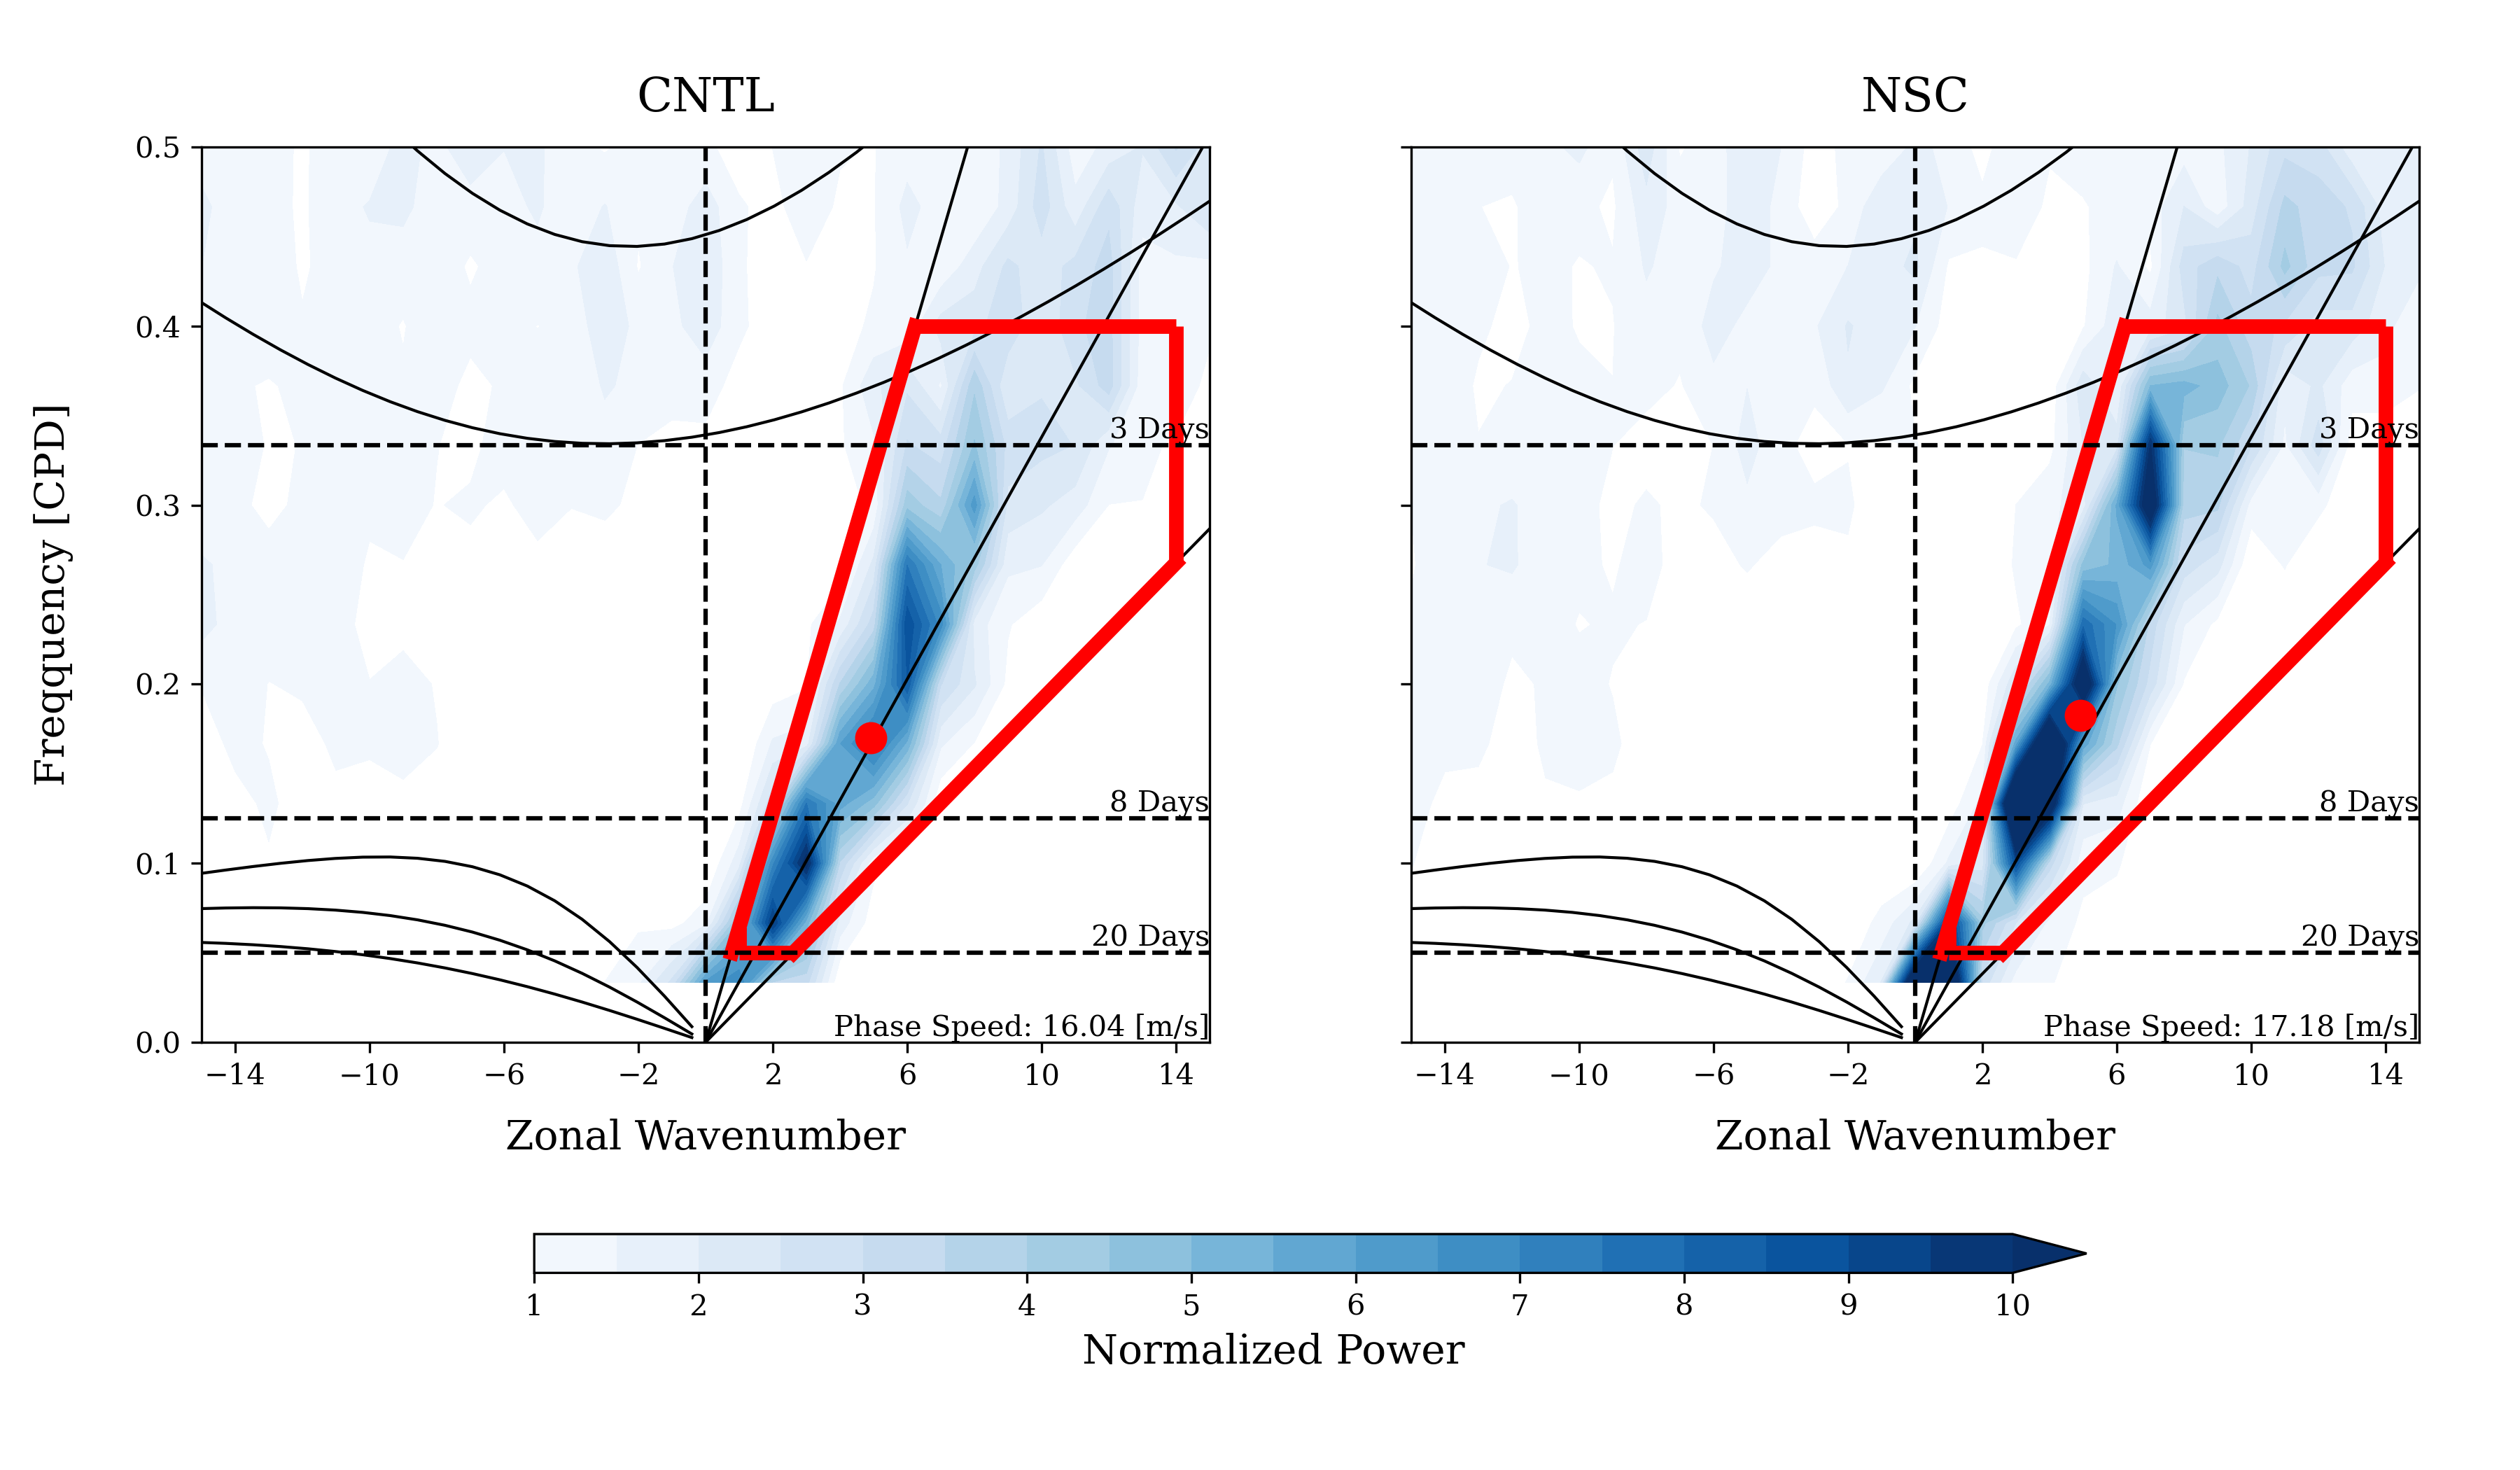 CNTL
NSC
0.5
0.4
0.3
0.2
0.1
0.0
Freqquency [CPD]
3 Days
8 Days
20 Days
Phase Speed: 16.04 [m/s]
3 Days
8 Days
20 Days
Phase Speed: 17.18 [m/s]
−14 −10 −6 −2 2 6 10 14
−14 −10 −6 −2 2 6 10 14
Zonal Wavenumber
Zonal Wavenumber
1 2 3 4 5 6 7 8 9 10
Normalized Power